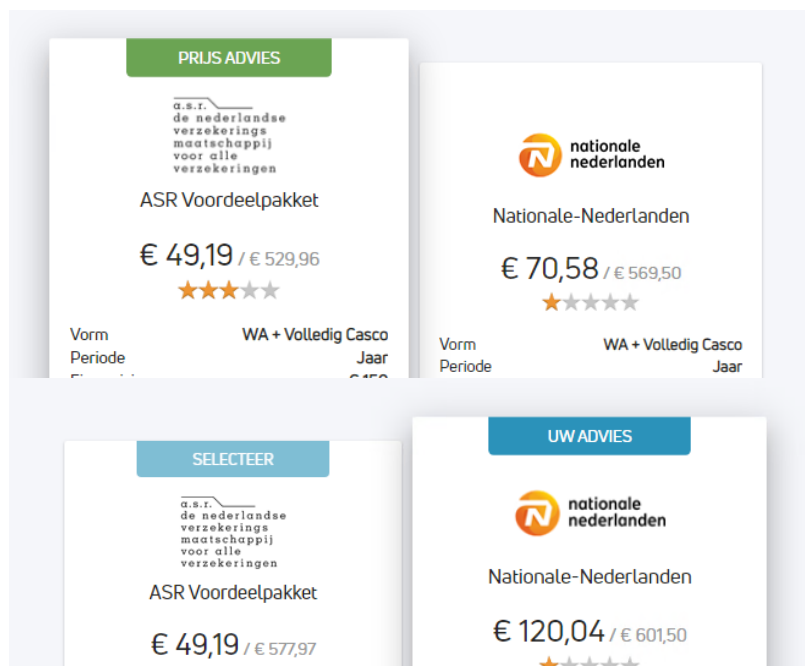 PRIJS ADVIES
a.s.r.
de nederlandse
verzekerings
maatschappij
voor alle
verzekeringen
ASR Voordeelpakket
€ 49,19 / € 529,96
Vorm WA + Volledig Casco
Periode Jaar
nationale
nederlanden
Nationale-Nederlanden
€ 70,58 / € 569,50
Vorm WA + Volledig Casco
Periode Jaar
SELECTEER
a.s.r.
de nederlandse
verzekerings
maatschappij
voor alle
verzekeringen
ASR Voordeelpakket
€ 49,19 / € 577,97
UW ADVIES
nationale
nederlanden
Nationale-Nederlanden
€ 120,04 / € 601,50